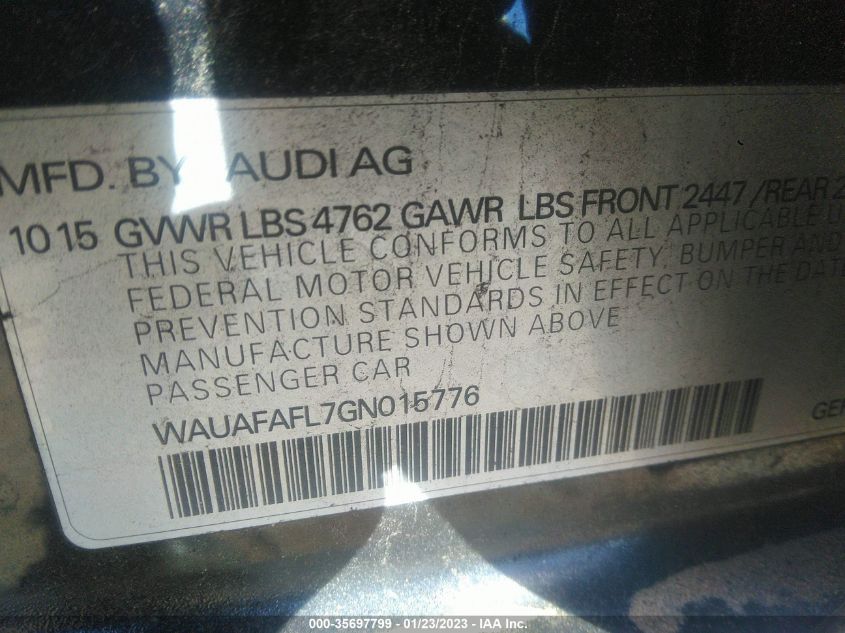 MFD. BY AUDI AG
10 15 GVWR LBS 4762 GAWR LBS FRONT 2447 /REAR 2
THIS VEHICLE CONFORMS TO ALL APPLICABLE
FEDERAL MOTOR VEHICLE SAFETY BUMPER AND
PREVENTION STANDARDS IN EFFECT ON THE DATE
MANUFACTURE SHOWN ABOVE
PASSENGER CAR
WAUAFAFL7GN015776
GE
000-35697799 - 01/23/2023 - IAA Inc.